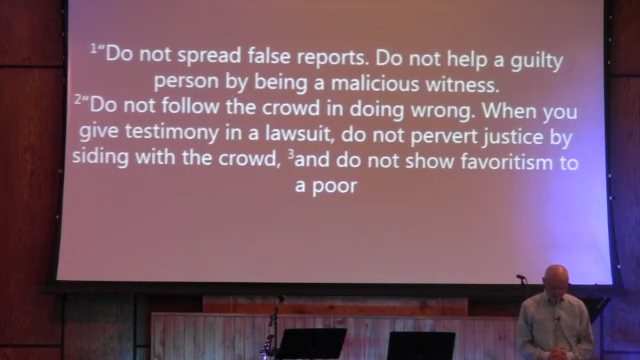 ¹“Do not spread false reports. Do not help a guilty
person by being a malicious witness.
²“Do not follow the crowd in doing wrong. When you
give testimony in a lawsuit, do not pervert justice by
siding with the crowd, ³and do not show favoritism to
a poor